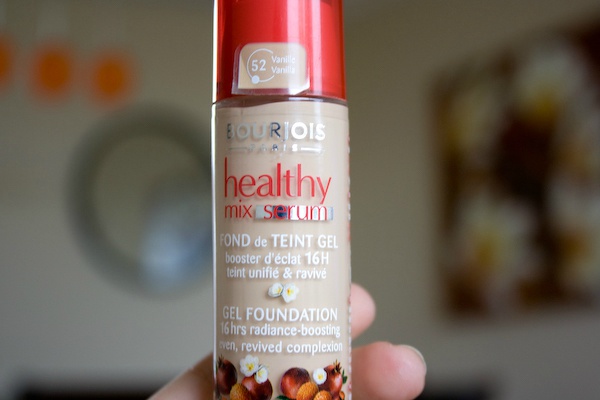 52 Vanille
Vanilla
BOURJOIS
PARIS
healthy
mix serum
FOND de TEINT GEL
booster d'éclat 16H
teint unifié & ravivé
GEL FOUNDATION
16hrs radiance-boosting
even, revived complexion